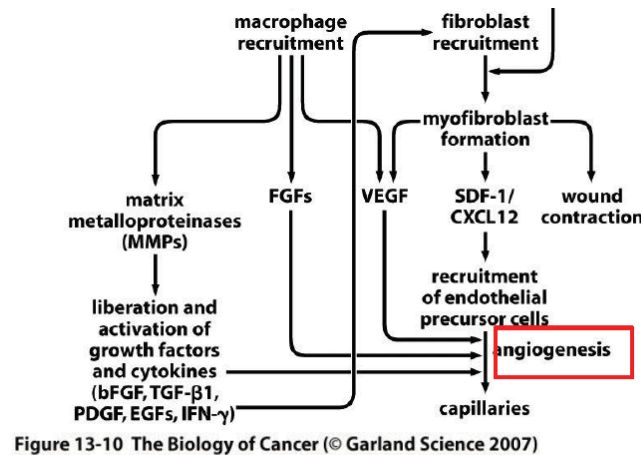 macrophage
recruitment
fibroblast
recruitment
myofibroblast
formation
matrix
metalloproteinases
(MMPs)
FGFs
VEGF
SDF-1/
CXCL12
wound
contraction
recruitment
of endothelial
precursor cells
liberation and
activation of
growth factors
and cytokines
(bFGF, TGF-β1,
PDGF, EGFs, IFN-γ)
angiogenesis
capillaries
Figure 13-10 The Biology of Cancer (© Garland Science 2007)